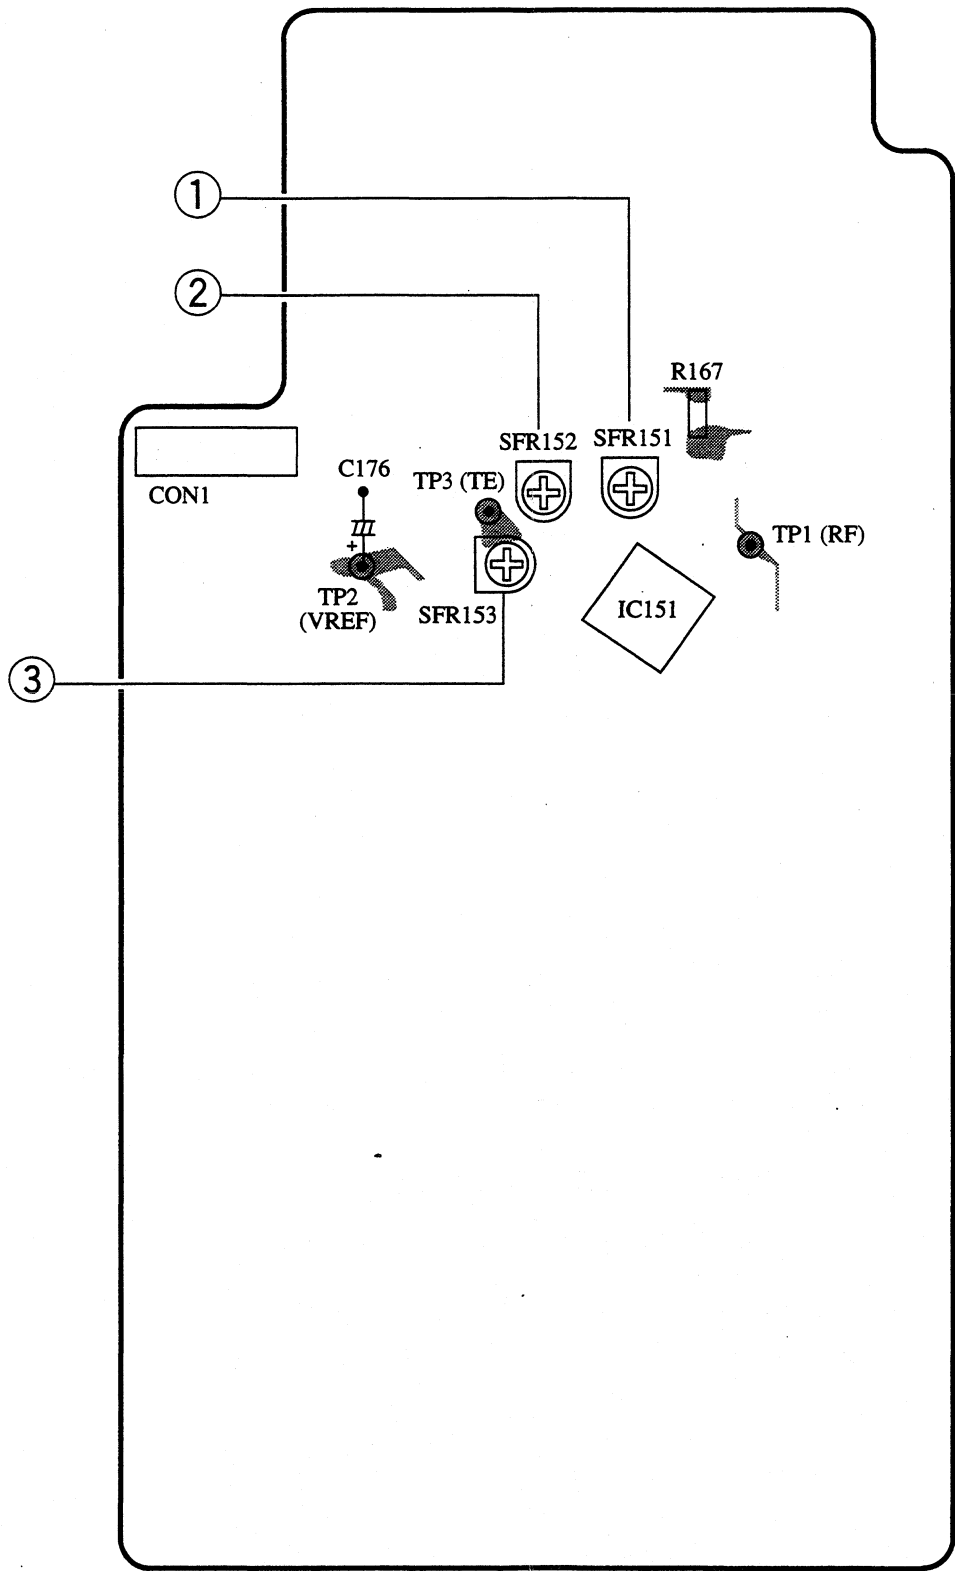 ①
②
R167
SFR152
SFR151
C176
TP3 (TE)
CON1
+
TP1 (RF)
TP2
(VREF)
SFR153
IC151
③